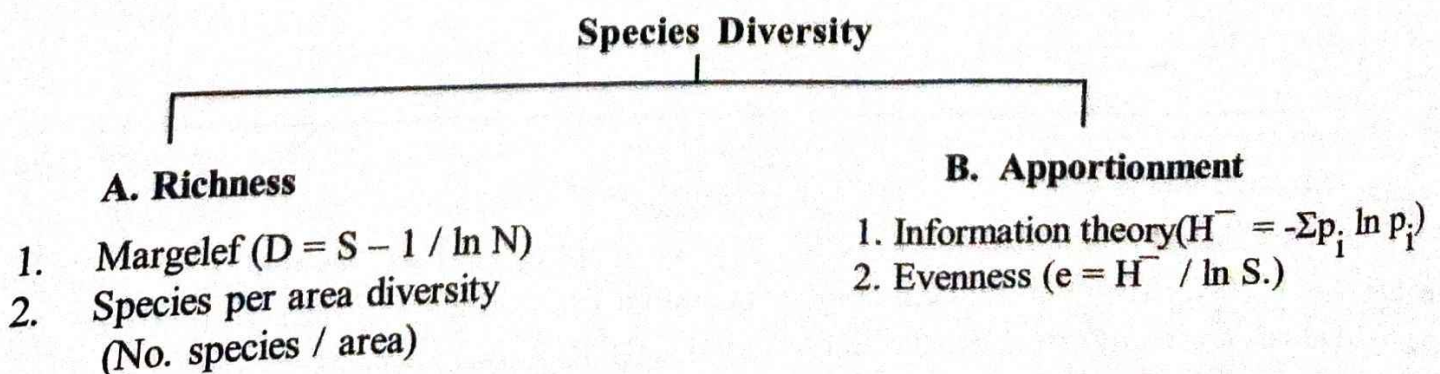 Species Diversity
A. Richness
1. Margelef (D = S – 1 / ln N)
2. Species per area diversity
(No. species / area)
B. Apportionment
1. Information theory(H¯ = -Σpᵢ ln pᵢ)
2. Evenness (e = H¯ / ln S.)